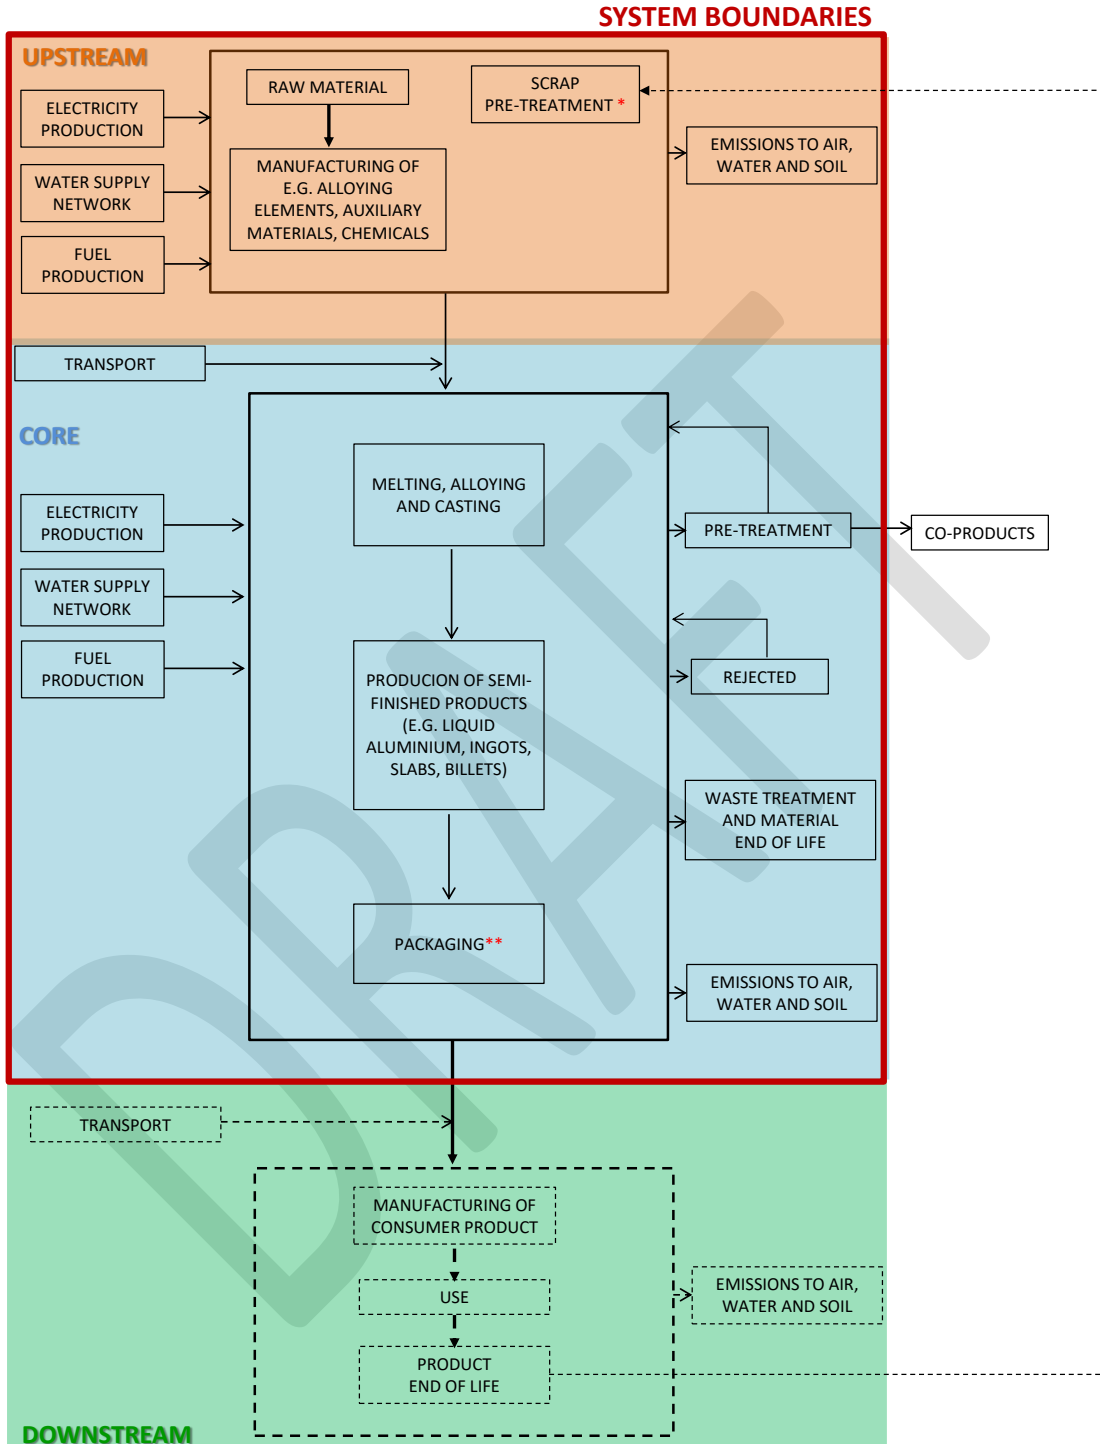 SYSTEM BOUNDARIES
UPSTREAM
RAW MATERIAL
SCRAP
PRE-TREATMENT *
ELECTRICITY
PRODUCTION
EMISSIONS TO AIR,
WATER AND SOIL
WATER SUPPLY
NETWORK
MANUFACTURING OF
E.G. ALLOYING
ELEMENTS, AUXILIARY
MATERIALS, CHEMICALS
FUEL
PRODUCTION
TRANSPORT
CORE
MELTING, ALLOYING
AND CASTING
ELECTRICITY
PRODUCTION
PRE-TREATMENT
CO-PRODUCTS
WATER SUPPLY
NETWORK
FUEL
PRODUCTION
PRODUCION OF SEMI-
FINISHED PRODUCTS
(E.G. LIQUID
ALUMINIUM, INGOTS,
SLABS, BILLETS)
REJECTED
WASTE TREATMENT
AND MATERIAL
END OF LIFE
PACKAGING**
EMISSIONS TO AIR,
WATER AND SOIL
TRANSPORT
MANUFACTURING OF
CONSUMER PRODUCT
USE
EMISSIONS TO AIR,
WATER AND SOIL
PRODUCT
END OF LIFE
DOWNSTREAM
DRAFT